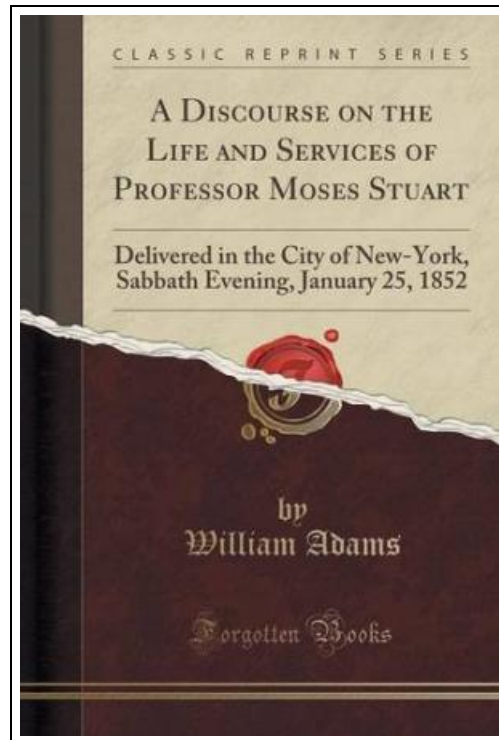 CLASSIC REPRINT SERIES
A DISCOURSE ON THE
LIFE AND SERVICES OF
PROFESSOR MOSES STUART
Delivered in the City of New-York,
Sabbath Evening, January 25, 1852
F
by
William Adams
Forgotten Books